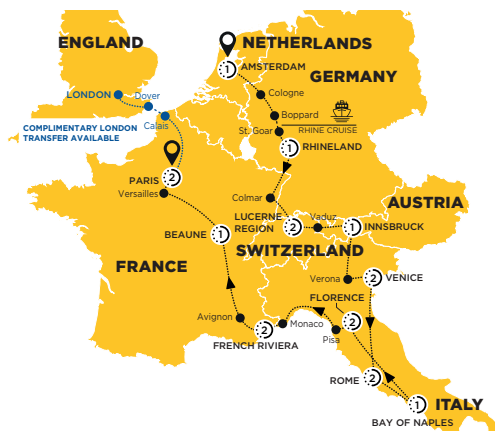 ENGLAND
NETHERLANDS
1
AMSTERDAM
GERMANY
LONDON
Dover
Cologne
Calais
Boppard
St. Goar
RHINE CRUISE
COMPLIMENTARY LONDON
TRANSFER AVAILABLE
1
RHINELAND
PARIS
2
Versailles
Colmar
AUSTRIA
LUCERNE
REGION
2
Vaduz
1
INNSBRUCK
BEAUNE
1
SWITZERLAND
FRANCE
Verona
2
VENICE
FLORENCE
2
Avignon
Monaco
2
Pisa
FRENCH RIVIERA
ROME
2
1
ITALY
BAY OF NAPLES